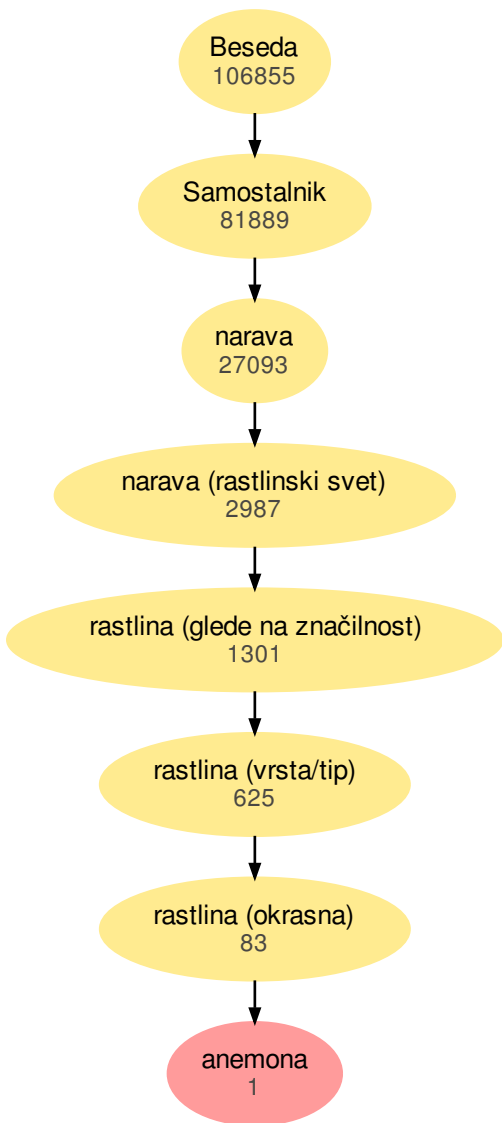 Beseda
106855
Samostalnik
81889
narava
27093
narava (rastlinski svet)
2987
rastlina (glede na značilnost)
1301
rastlina (vrsta/tip)
625
rastlina (okrasna)
83
anemona
1